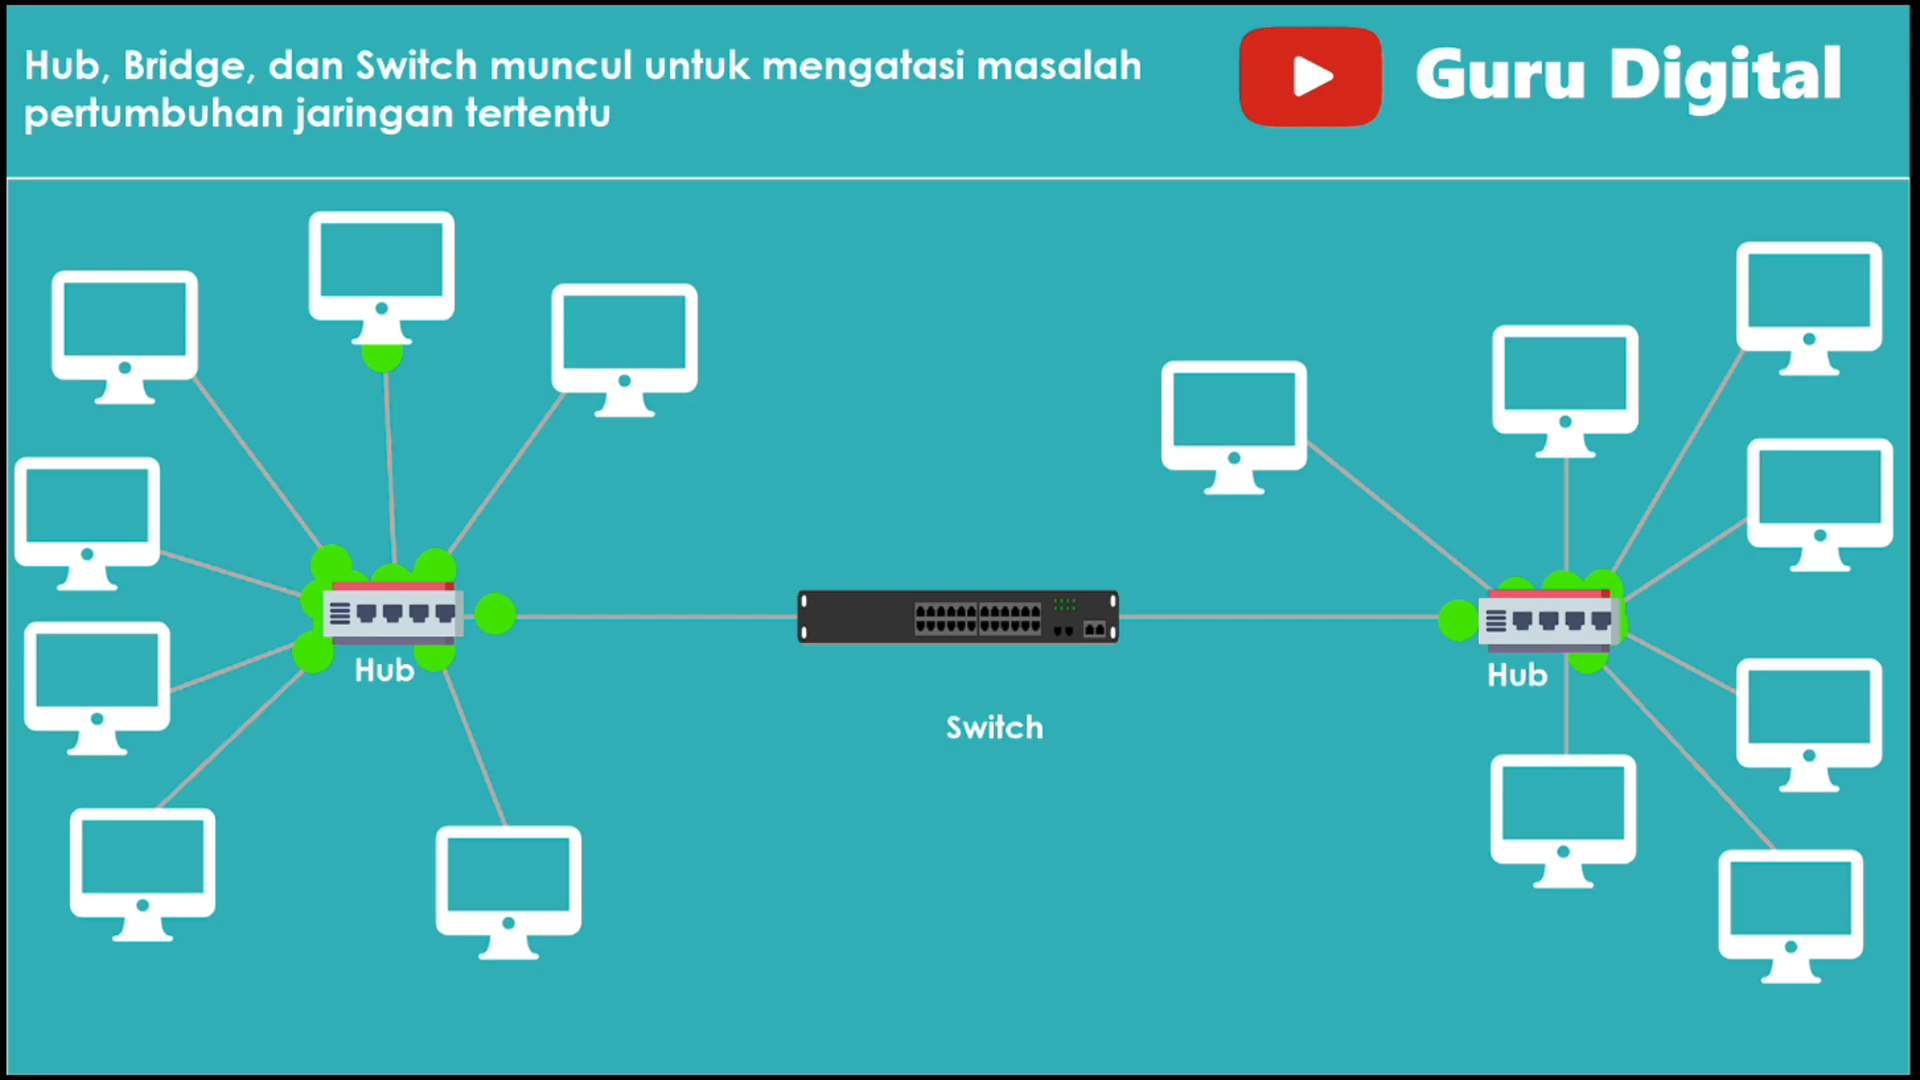 Hub, Bridge, dan Switch muncul untuk mengatasi masalah
pertumbuhan jaringan tertentu
Guru Digital
Hub
Switch
Hub